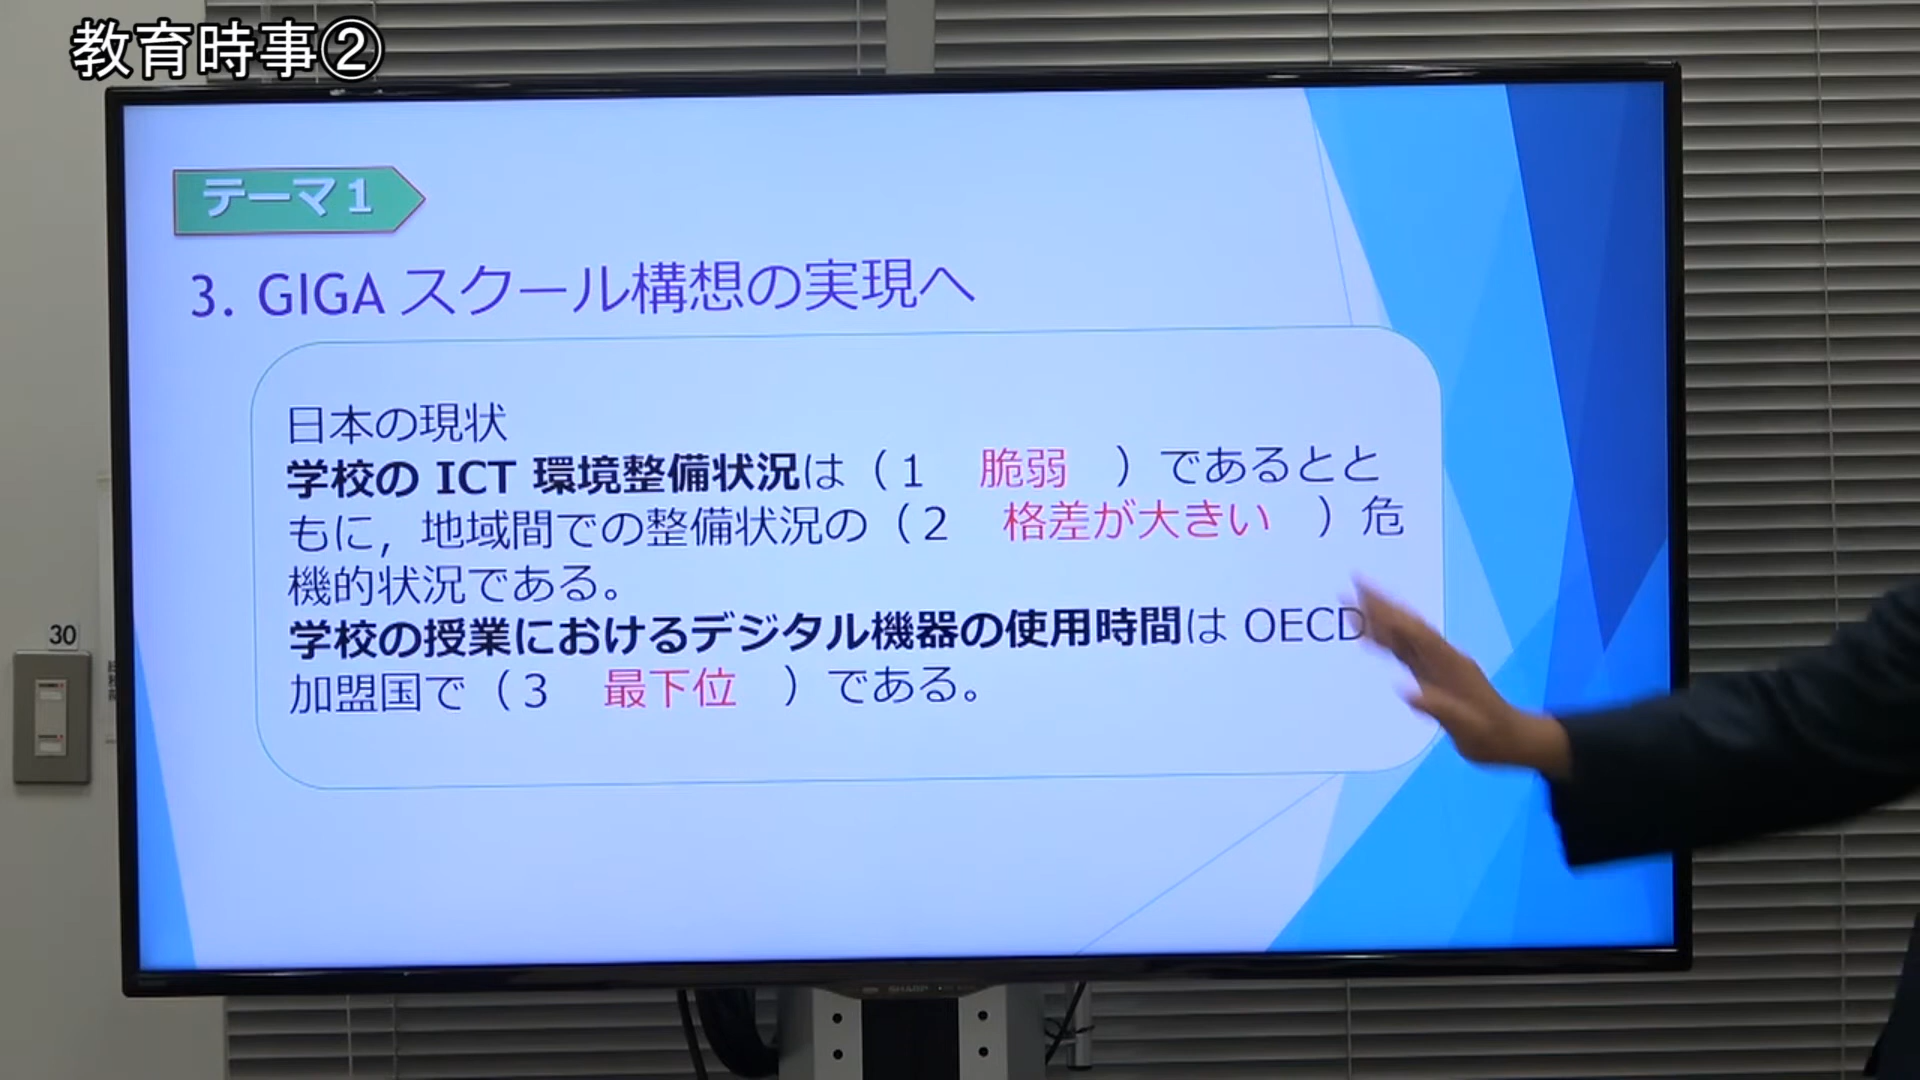 教育時事②
テーマ1
3. GIGA スクール構想の実現へ
日本の現状
学校の ICT 環境整備状況は（1　脆弱　）であるとと
もに，地域間での整備状況の（2　格差が大きい　）危
機的状況である。
学校の授業におけるデジタル機器の使用時間は OECD
加盟国で（3　最下位　）である。
30
SHARP